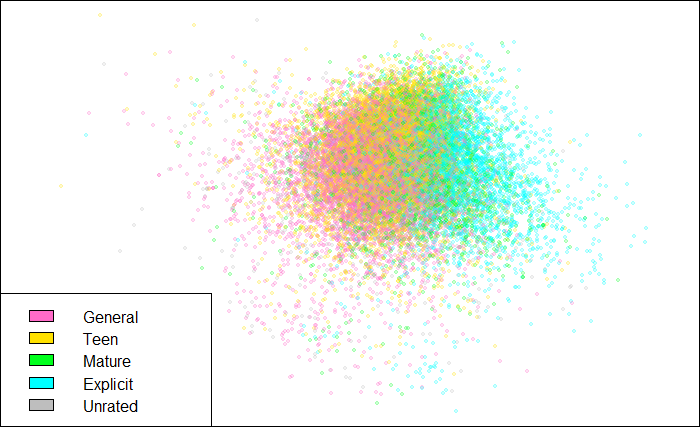 General
Teen
Mature
Explicit
Unrated